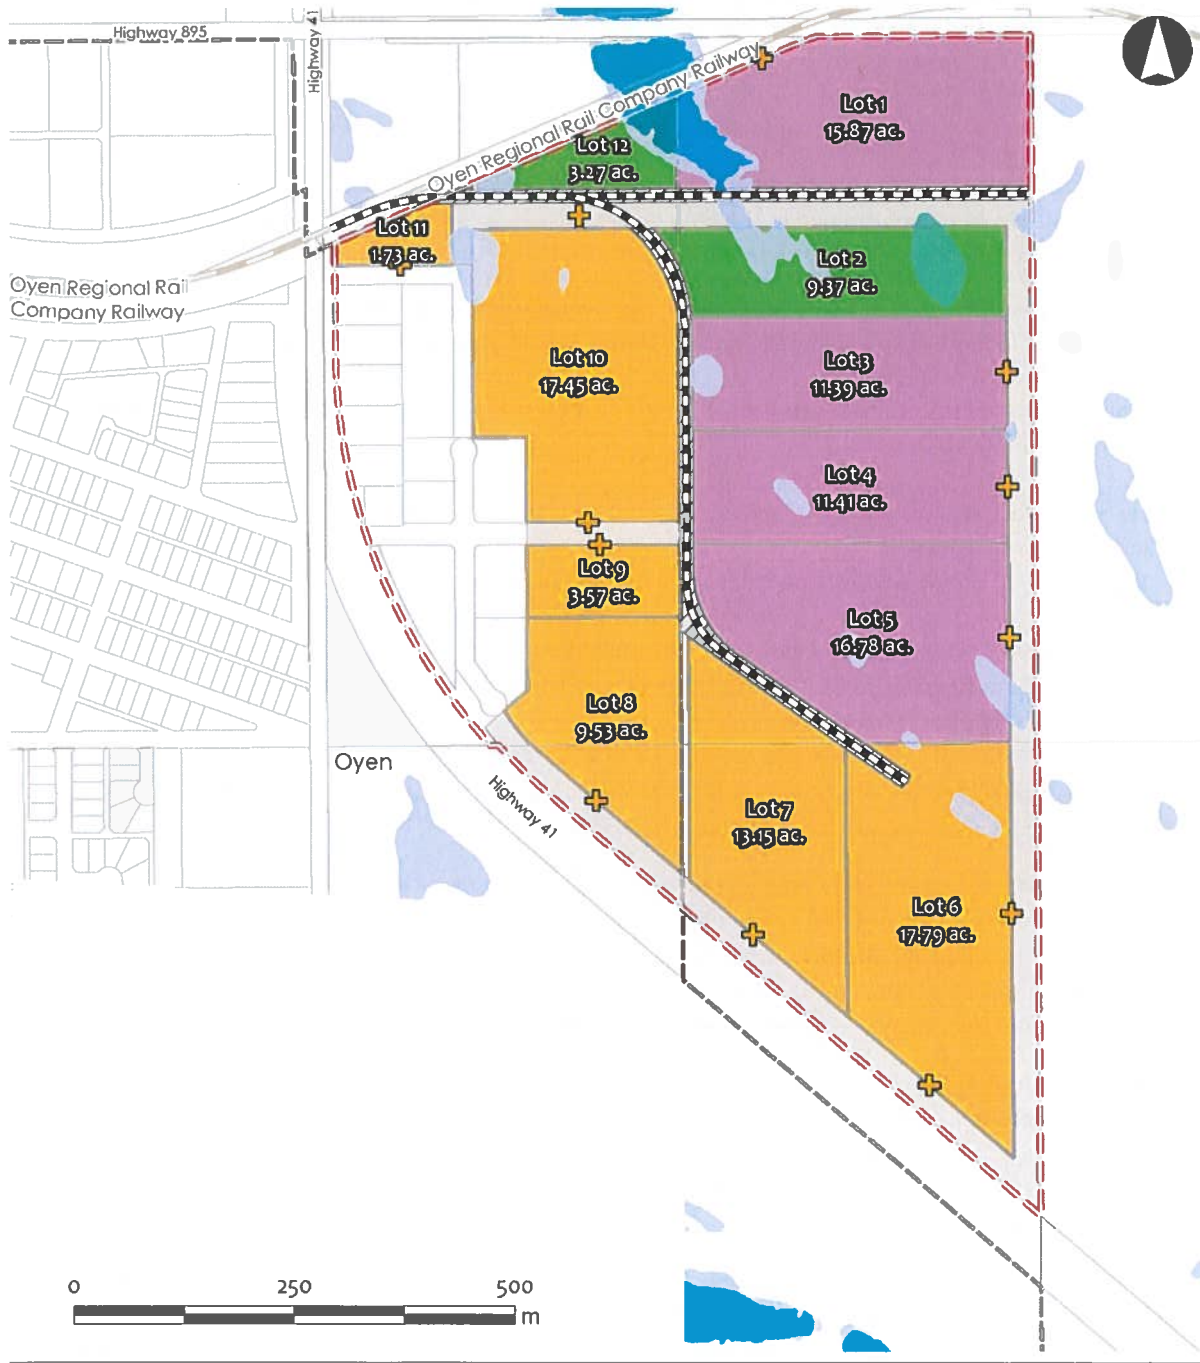 Highway 895
Highway 41
Oyen Regional Rail Company Railway
Lot 1
15.87 ac.
Lot 12
3.27 ac.
Lot 11
1.73 ac.
Lot 2
9.37 ac.
Oyen Regional Rail
Company Railway
Lot 10
17.45 ac.
Lot 3
11.39 ac.
Lot 4
11.41 ac.
Lot 9
3.57 ac.
Lot 5
16.78 ac.
Lot 8
9.53 ac.
Oyen
Highway 41
Lot 7
13.15 ac.
Lot 6
17.79 ac.
0 250 500
m